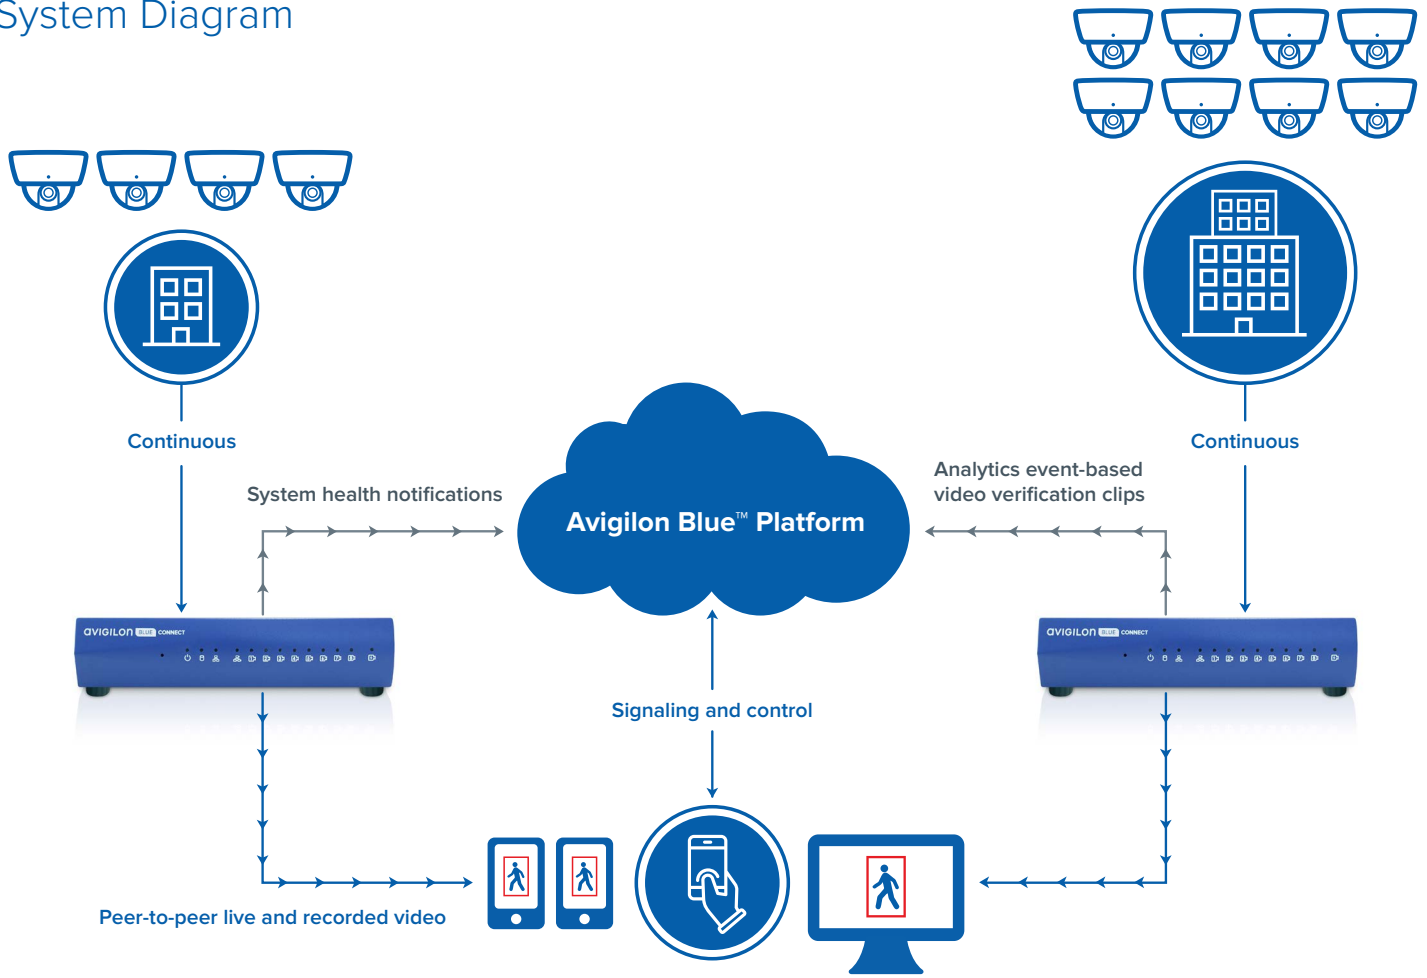 System Diagram
Continuous
Continuous
System health notifications
Analytics event-based
video verification clips
Avigilon Blue™ Platform
AVIGILON BLUE CONNECT
AVIGILON BLUE CONNECT
Signaling and control
Peer-to-peer live and recorded video